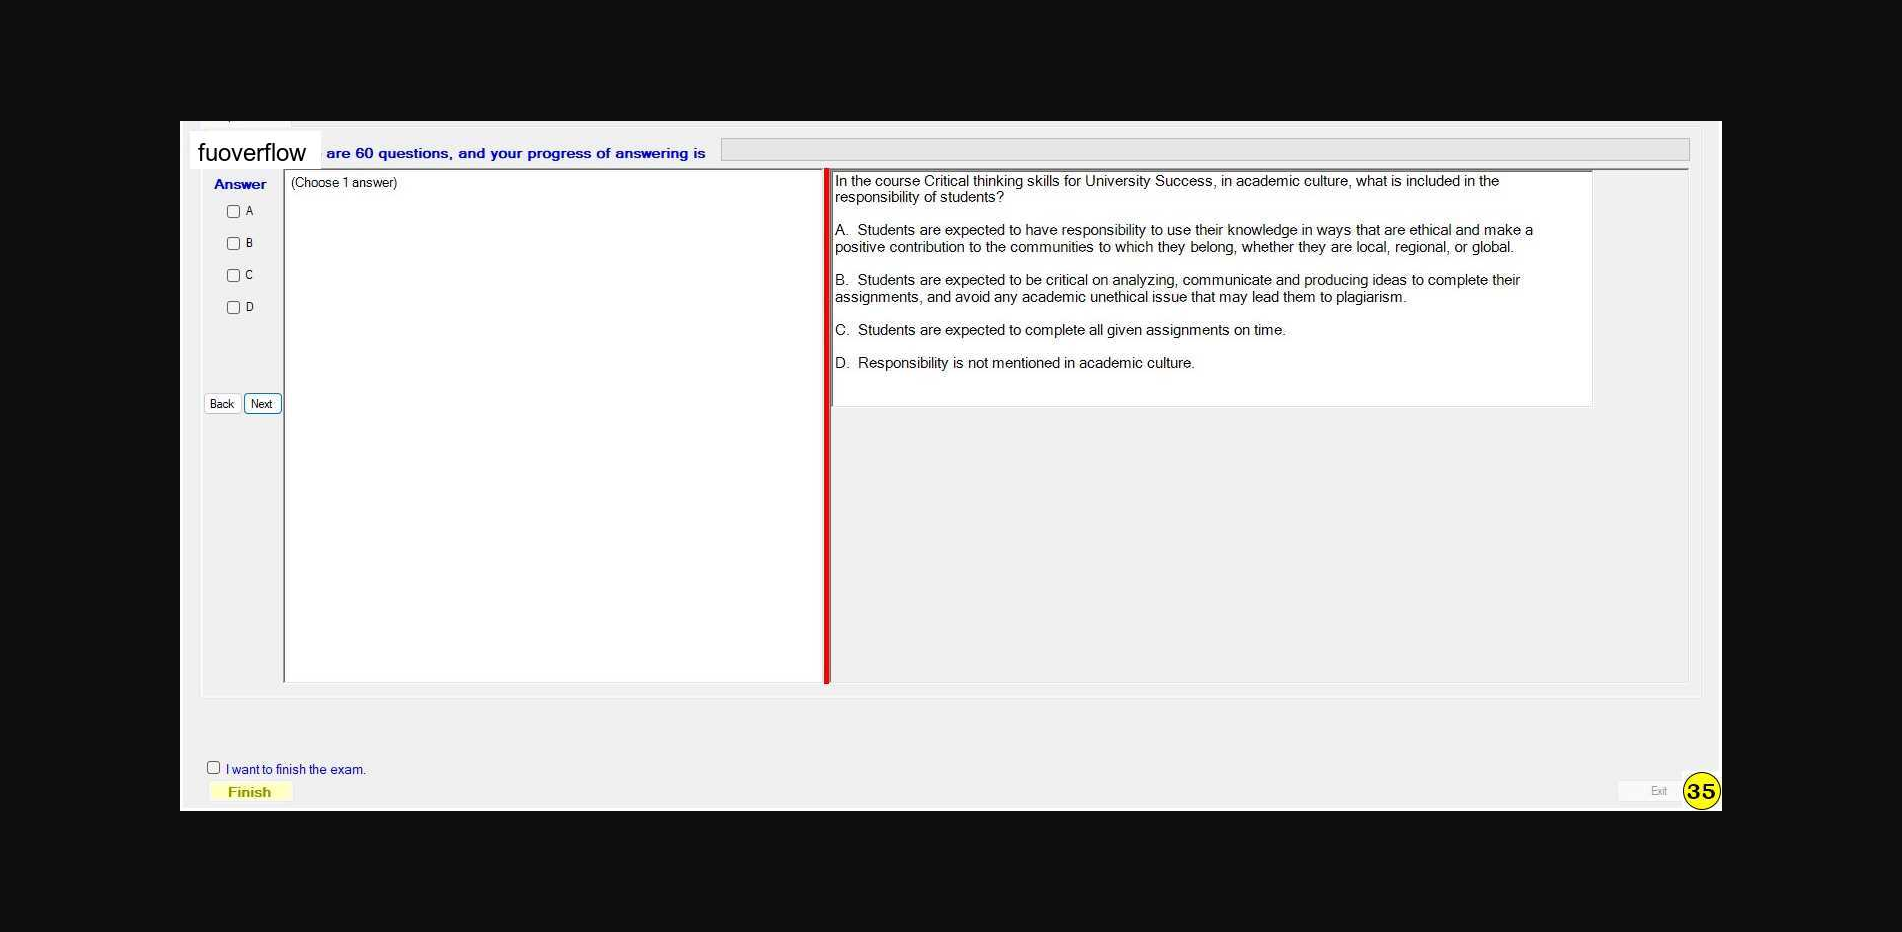 fuoverflow are 60 questions, and your progress of answering is
Answer
A
B
C
D
Back Next
(Choose 1 answer)
In the course Critical thinking skills for University Success, in academic culture, what is included in the
responsibility of students?
A. Students are expected to have responsibility to use their knowledge in ways that are ethical and make a
positive contribution to the communities to which they belong, whether they are local, regional, or global.
B. Students are expected to be critical on analyzing, communicate and producing ideas to complete their
assignments, and avoid any academic unethical issue that may lead them to plagiarism.
C. Students are expected to complete all given assignments on time.
D. Responsibility is not mentioned in academic culture.
I want to finish the exam.
Finish
Exit
35